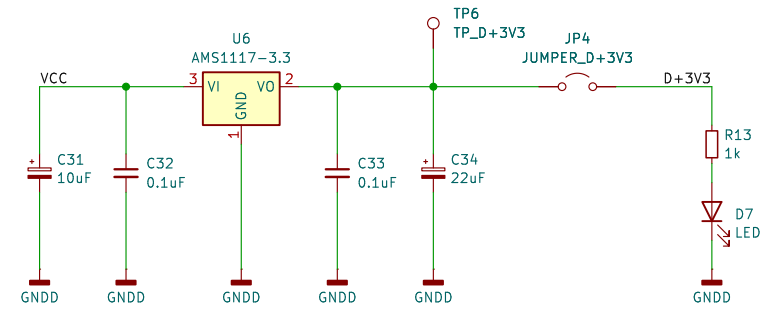 TP6
TP_D+3V3
U6
AMS1117-3.3
JP4
JUMPER_D+3V3
VCC
3
VI
VO
2
D+3V3
GND
1
R13
1k
C31
10uF
C32
0.1uF
C33
0.1uF
C34
22uF
D7
LED
GNDD
GNDD
GNDD
GNDD
GNDD
GNDD